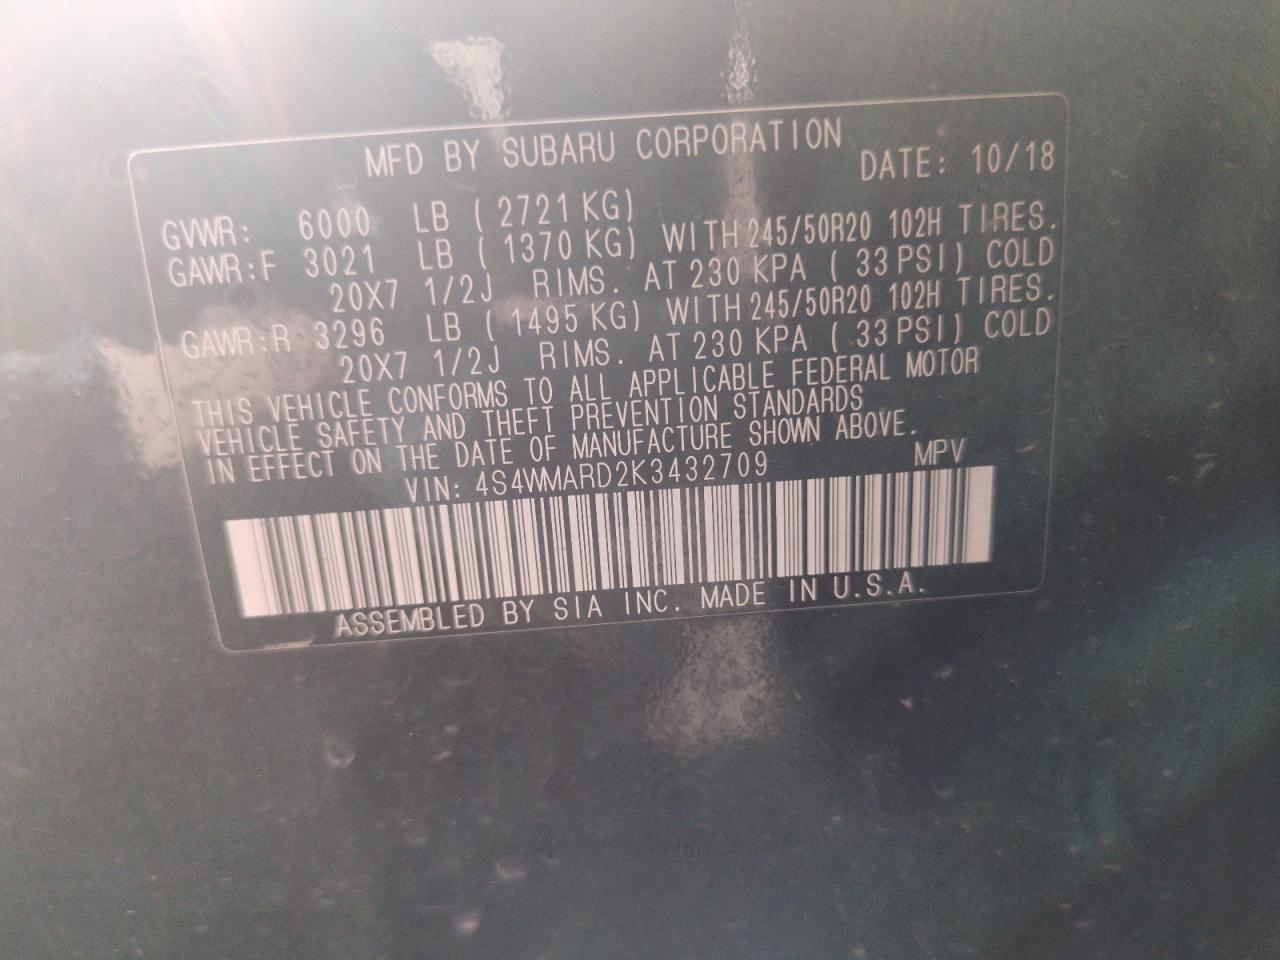 MFD BY SUBARU CORPORATION DATE: 10/18
GVWR: 6000 LB ( 2721 KG)
GAWR:F 3021 LB ( 1370 KG) WITH 245/50R20 102H TIRES.
20X7 1/2J RIMS. AT 230 KPA ( 33 PSI) COLD
GAWR:R 3296 LB ( 1495 KG) WITH 245/50R20 102H TIRES.
20X7 1/2J RIMS. AT 230 KPA ( 33 PSI) COLD
THIS VEHICLE CONFORMS TO ALL APPLICABLE FEDERAL MOTOR
VEHICLE SAFETY AND THEFT PREVENTION STANDARDS
IN EFFECT ON THE DATE OF MANUFACTURE SHOWN ABOVE.
VIN: 4S4WMARD2K3432709 MPV
ASSEMBLED BY SIA INC. MADE IN U.S.A.